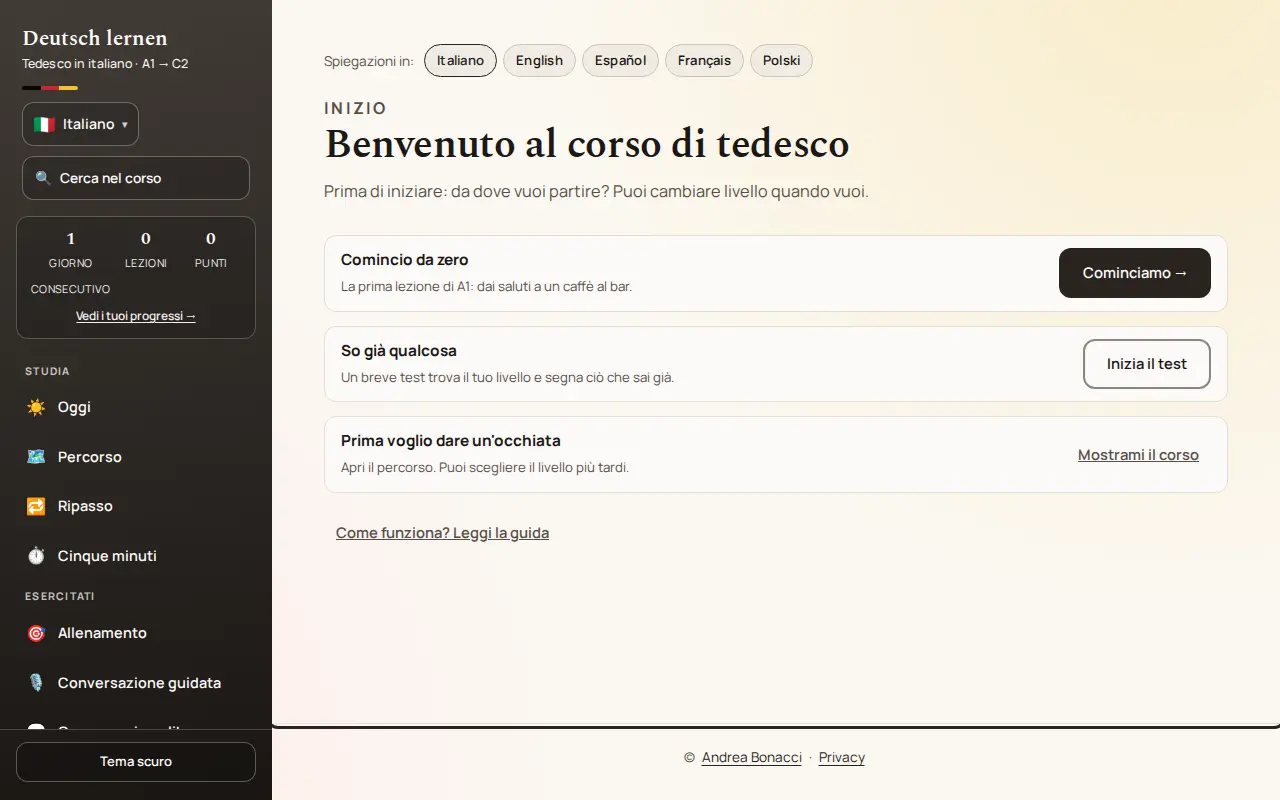 Deutsch lernen
Tedesco in italiano · A1 → C2
Italiano ▾
Cerca nel corso
1 0 0
GIORNO LEZIONI PUNTI
CONSECUTIVO
Vedi i tuoi progressi →
STUDIA
Oggi
Percorso
Ripasso
Cinque minuti
ESERCITATI
Allenamento
Conversazione guidata
Tema scuro
Spiegazioni in: Italiano English Español Français Polski
INIZIO
Benvenuto al corso di tedesco
Prima di iniziare: da dove vuoi partire? Puoi cambiare livello quando vuoi.
Comincio da zero
La prima lezione di A1: dai saluti a un caffè al bar.
Cominciamo →
So già qualcosa
Un breve test trova il tuo livello e segna ciò che sai già.
Inizia il test
Prima voglio dare un'occhiata
Apri il percorso. Puoi scegliere il livello più tardi.
Mostrami il corso
Come funziona? Leggi la guida
© Andrea Bonacci · Privacy